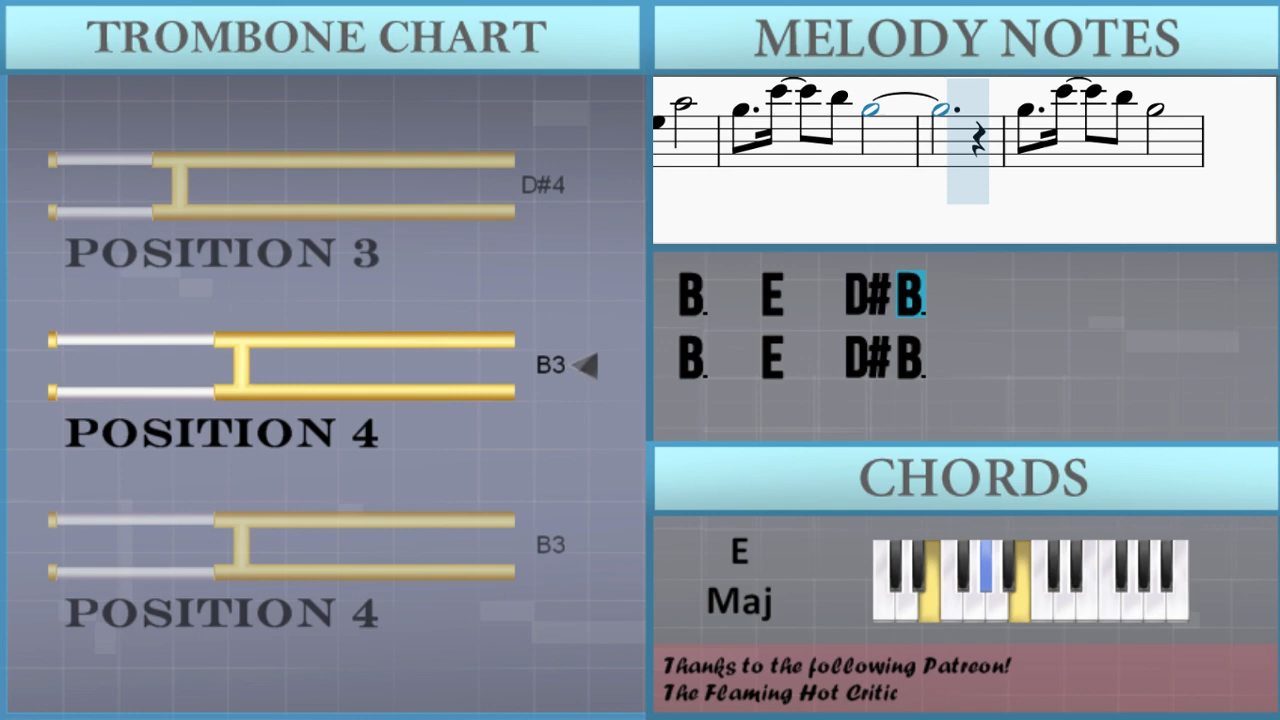 TROMBONE CHART
D#4
POSITION 3
B3
POSITION 4
B3
POSITION 4
MELODY NOTES
B. E D# B.
B. E D# B.
CHORDS
E
Maj
Thanks to the following Patreon!
The Flaming Hot Critic